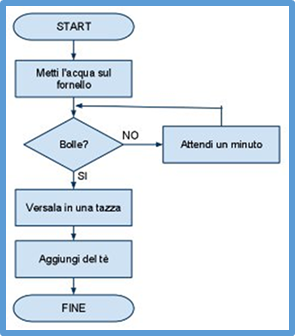 START
Metti l'acqua sul
fornello
Bolle?
NO
Attendi un minuto
SI
Versala in una tazza
Aggiungi del tè
FINE